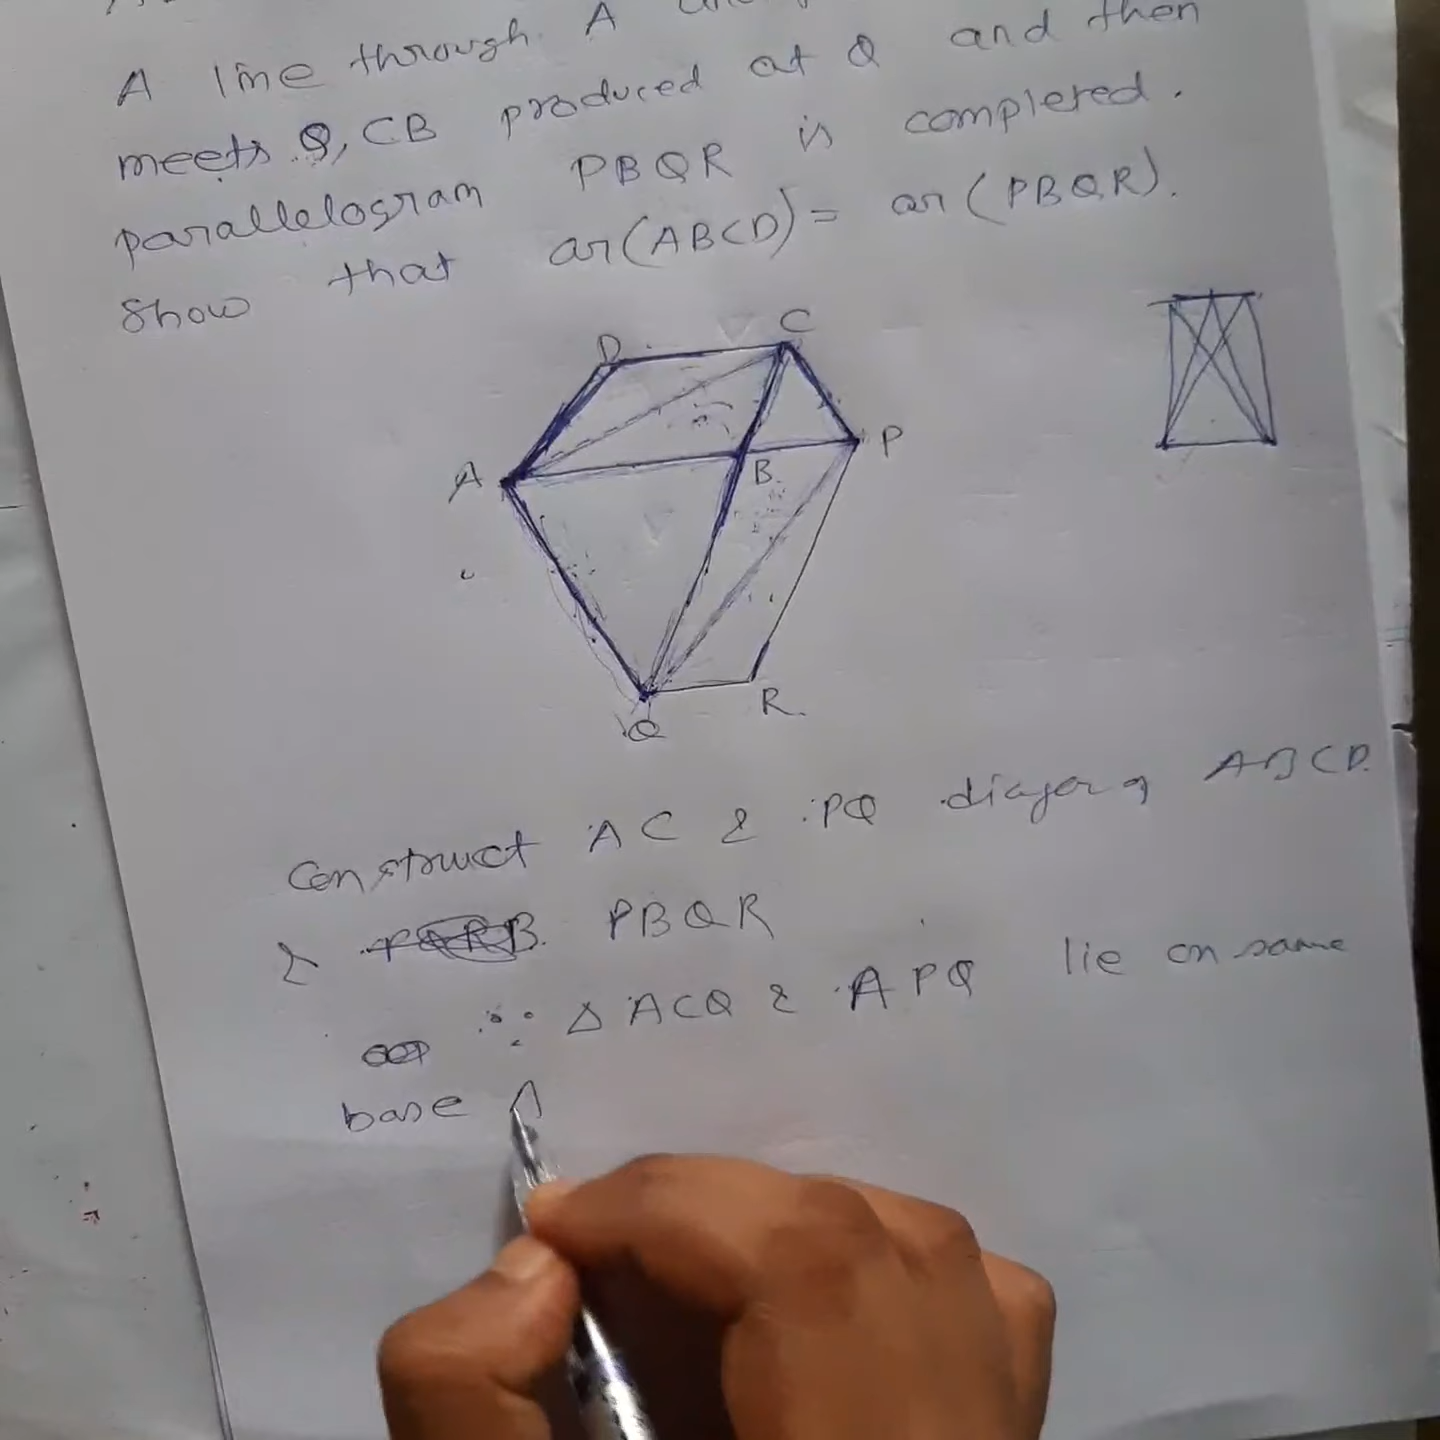 A line through A
meets Q, CB produced at Q and then
parallelogram PBQR is completed.
Show that ar(ABCD) = ar(PBQR).
D C
A B P
Q R
Construct AC & PQ of ABCD
& PBQR
∵ Δ ACQ & APQ lie on same
base A